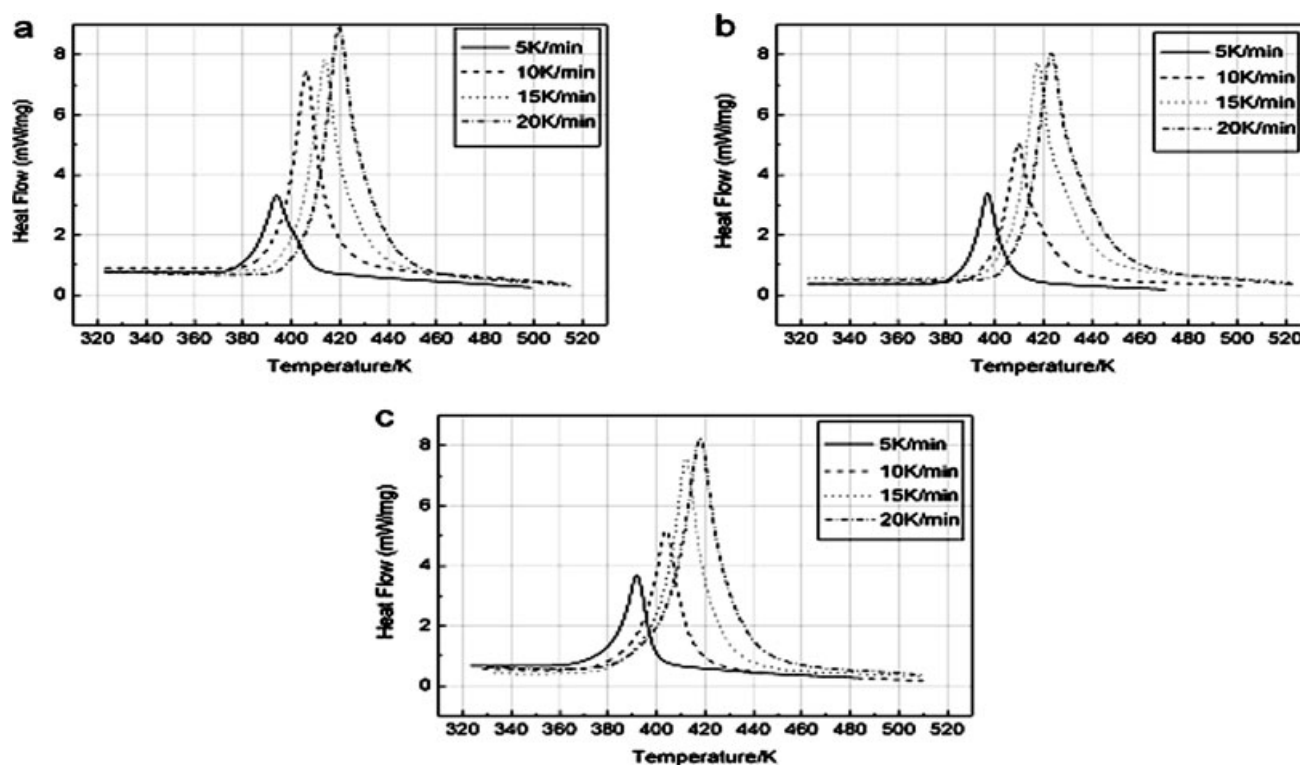 a
8
6
4
2
0
Heat Flow (mW/mg)
5K/min
10K/min
15K/min
20K/min
320 340 360 380 400 420 440 460 480 500 520
Temperature/K
b
8
6
4
2
0
Heat Flow (mW/mg)
5K/min
10K/min
15K/min
20K/min
320 340 360 380 400 420 440 460 480 500 520
Temperature/K
c
8
6
4
2
0
Heat Flow (mW/mg)
5K/min
10K/min
15K/min
20K/min
320 340 360 380 400 420 440 460 480 500 520
Temperature/K